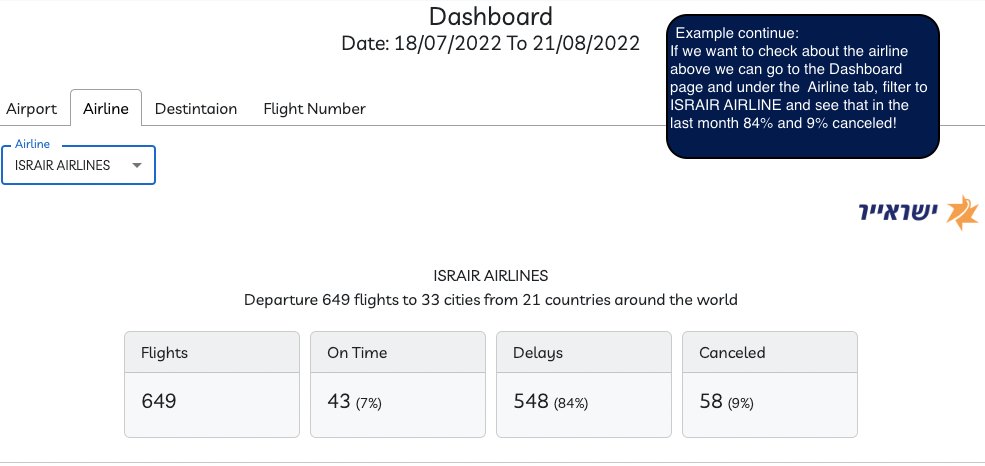 Dashboard
Date: 18/07/2022 To 21/08/2022
Example continue:
If we want to check about the airline
above we can go to the Dashboard
page and under the  Airline tab, filter to
ISRAIR AIRLINE and see that in the
last month 84% and 9% canceled!
Airport Airline Destintaion Flight Number
Airline
ISRAIR AIRLINES
ישראייר
ISRAIR AIRLINES
Departure 649 flights to 33 cities from 21 countries around the world
Flights On Time Delays Canceled
649 43 (7%) 548 (84%) 58 (9%)